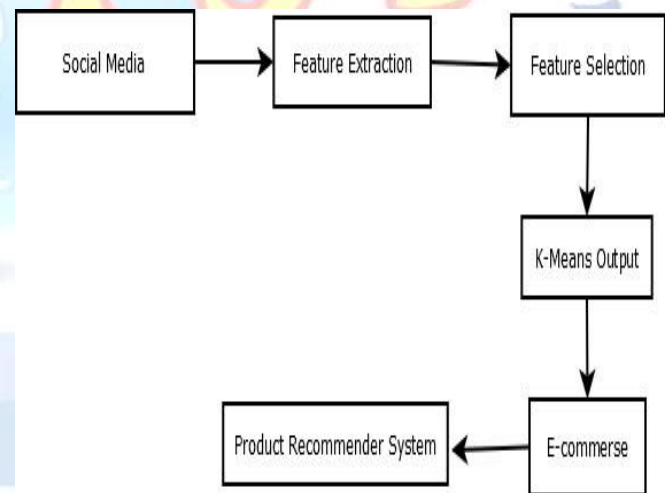 Social Media
Feature Extraction
Feature Selection
K-Means Output
E-commerse
Product Recommender System